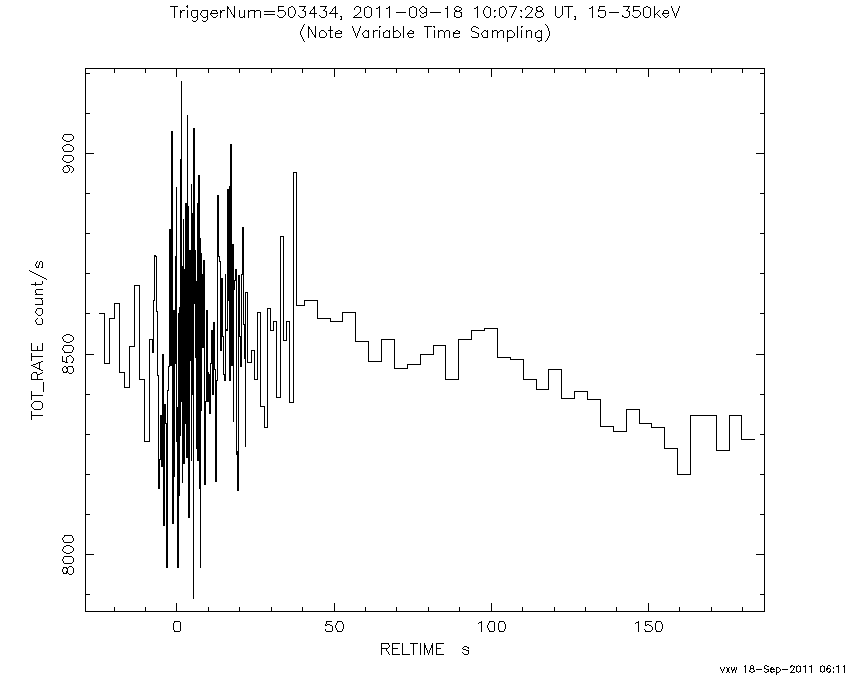 TriggerNum=503434, 2011-09-18 10:07:28 UT, 15-350keV
(Note Variable Time Sampling)
TOT_RATE count/s
9000
8500
8000
0 50 100 150
RELTIME s
vxw 18-Sep-2011 06:11